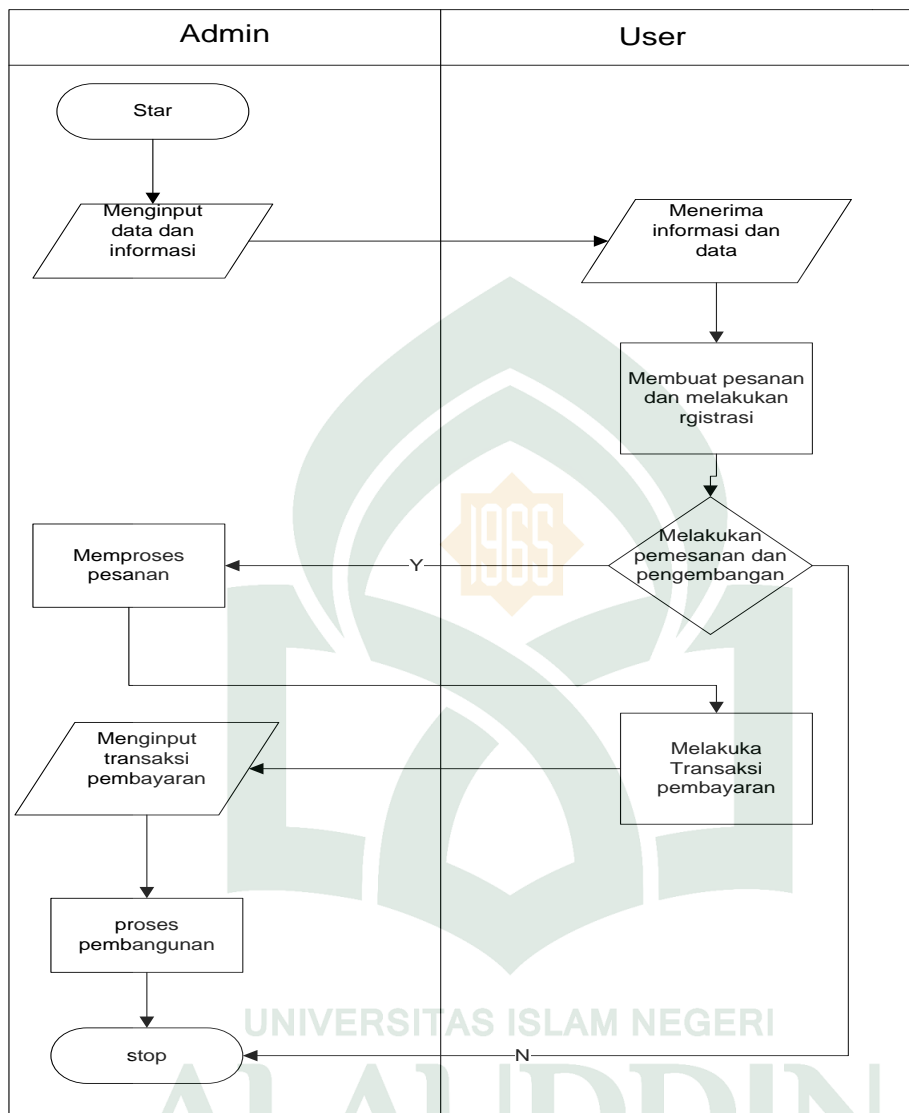 Admin
User
Star
Menginput
data dan
informasi
Menerima
informasi dan
data
Membuat pesanan
dan melakukan
rgistrasi
Melakukan
pemesanan dan
pengembangan
Y
Memproses
pesanan
1965
Melakuka
Transaksi
pembayaran
Menginput
transaksi
pembayaran
proses
pembangunan
UNIVERSITAS ISLAM NEGERI
stop
N
ALAUDDIN